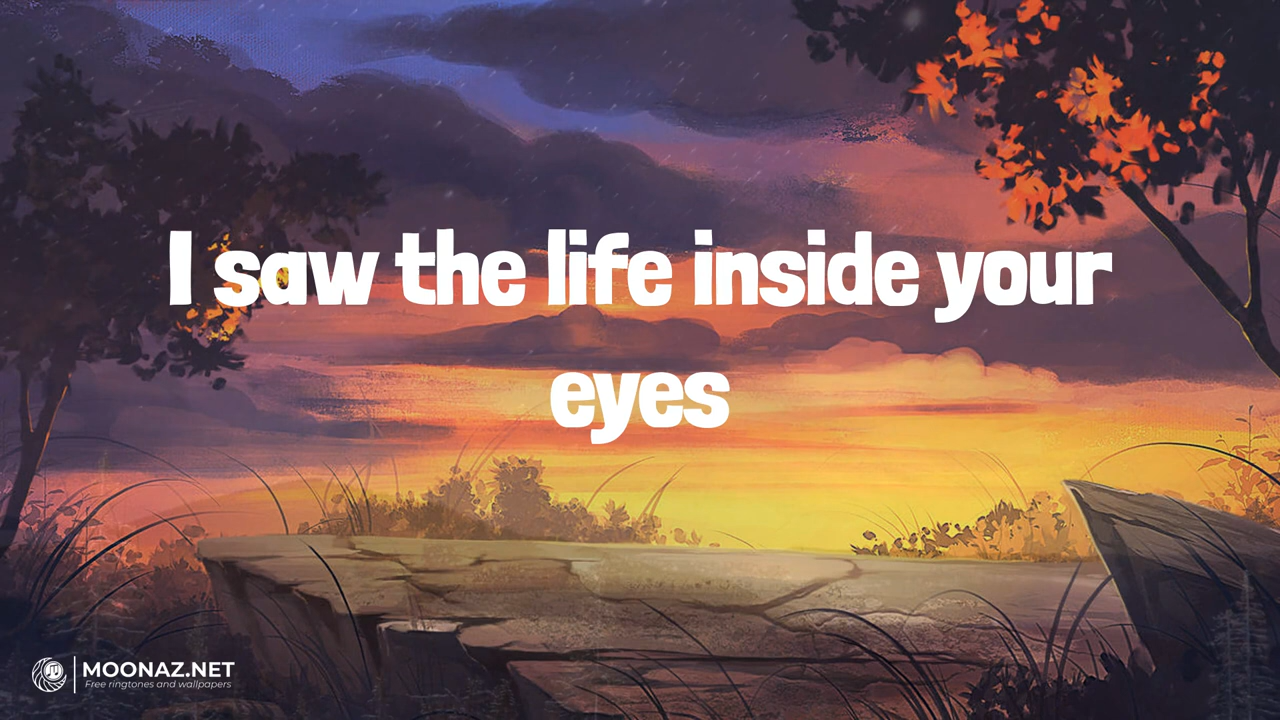 I saw the life inside your
eyes
MOONAZ.NET
Free ringtones and wallpapers